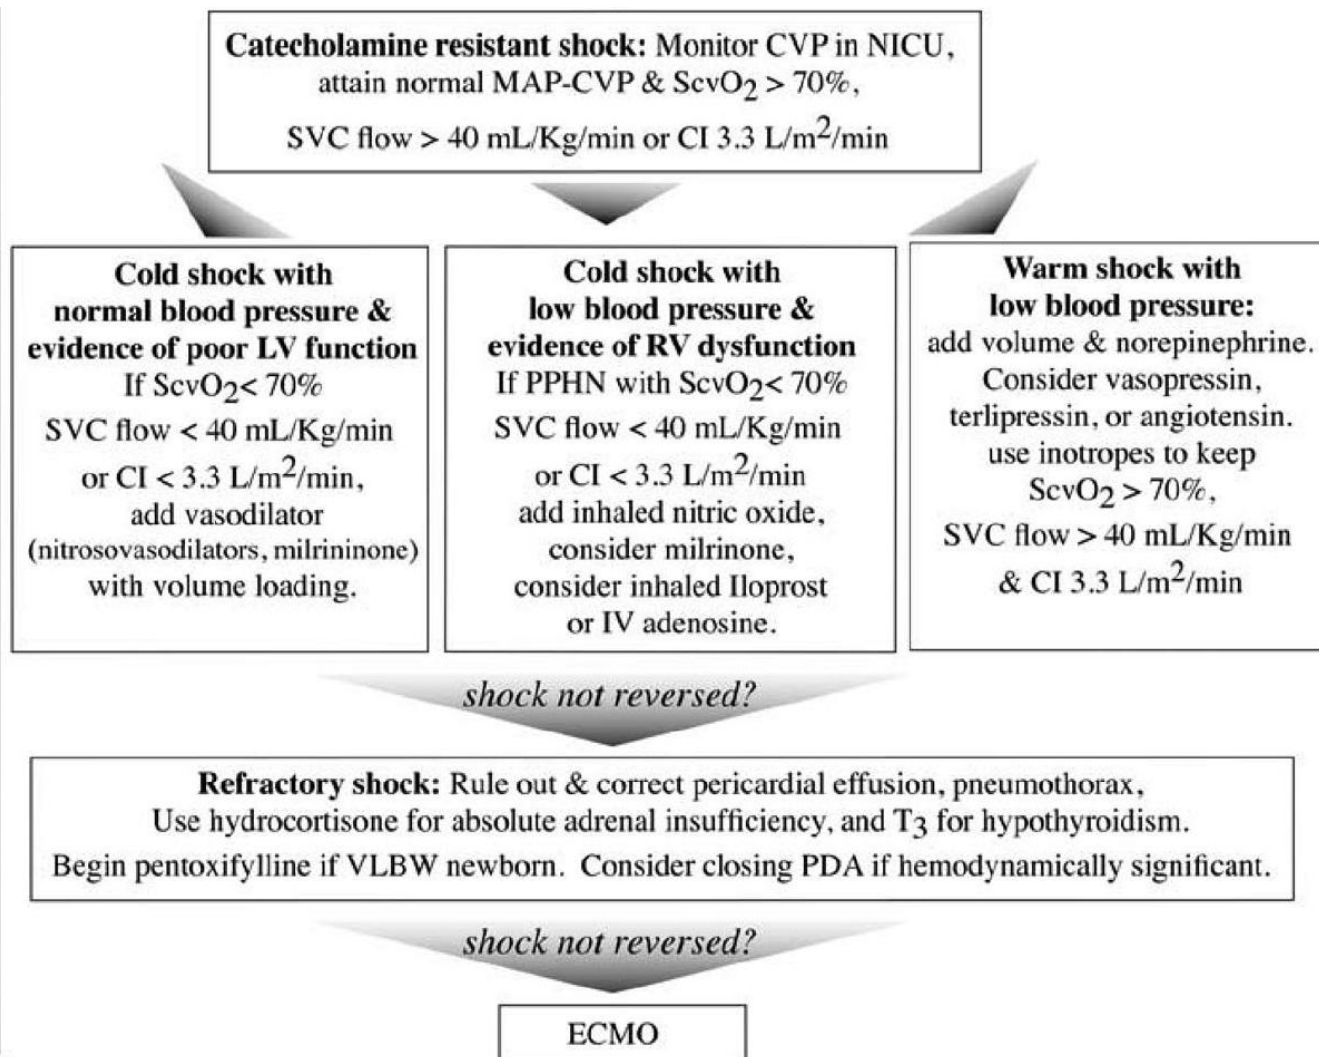 Catecholamine resistant shock: Monitor CVP in NICU,
attain normal MAP-CVP & ScvO2 > 70%,
SVC flow > 40 mL/Kg/min or CI 3.3 L/m2/min
Cold shock with
normal blood pressure &
evidence of poor LV function
If ScvO2< 70%
SVC flow < 40 mL/Kg/min
or CI < 3.3 L/m2/min,
add vasodilator
(nitrosovasodilators, milrininone)
with volume loading.
Cold shock with
low blood pressure &
evidence of RV dysfunction
If PPHN with ScvO2< 70%
SVC flow < 40 mL/Kg/min
or CI < 3.3 L/m2/min
add inhaled nitric oxide,
consider milrinone,
consider inhaled Iloprost
or IV adenosine.
Warm shock with
low blood pressure:
add volume & norepinephrine.
Consider vasopressin,
terlipressin, or angiotensin.
use inotropes to keep
ScvO2 > 70%,
SVC flow > 40 mL/Kg/min
& CI 3.3 L/m2/min
shock not reversed?
Refractory shock: Rule out & correct pericardial effusion, pneumothorax,
Use hydrocortisone for absolute adrenal insufficiency, and T3 for hypothyroidism.
Begin pentoxifylline if VLBW newborn. Consider closing PDA if hemodynamically significant.
shock not reversed?
ECMO